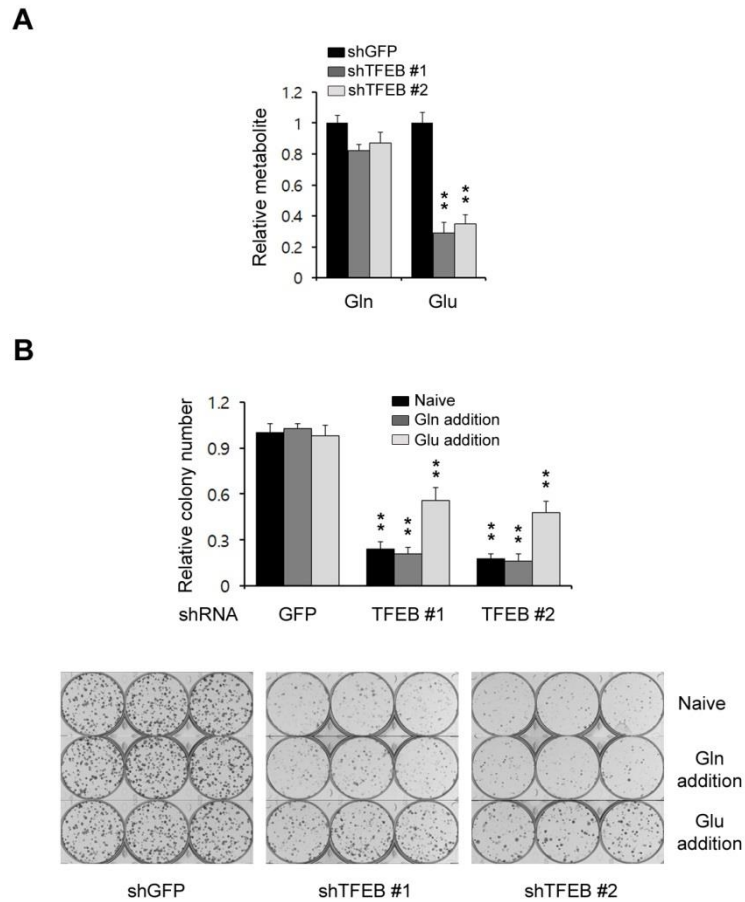 A
shGFP
shTFEB #1
shTFEB #2
Relative metabolite
1.2
1
0.8
0.6
0.4
0.2
0
** **
Gln Glu
B
Naive
Gln addition
Glu addition
Relative colony number
1.2
0.9
0.6
0.3
0
** ** ** ** ** **
shRNA GFP TFEB #1 TFEB #2
Naive
Gln
addition
Glu
addition
shGFP shTFEB #1 shTFEB #2